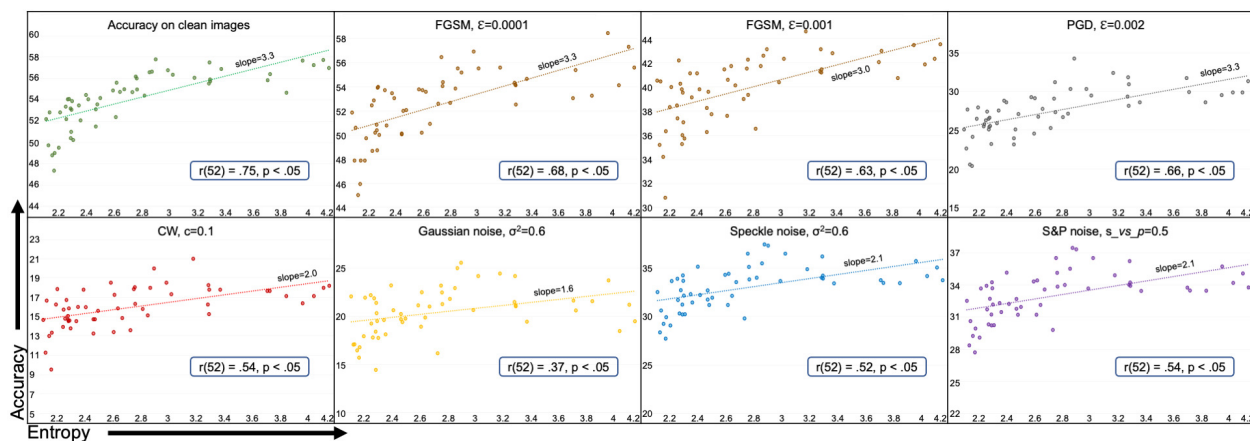 Accuracy on clean images
60
58
56
54
52
50
48
46
44
slope=3.3
r(52) = .75, p < .05
2.2 2.4 2.6 2.8 3 3.2 3.4 3.6 3.8 4 4.2
FGSM, Ɛ=0.0001
58
56
54
52
50
48
46
44
slope=3.3
r(52) = .68, p < .05
2.2 2.4 2.6 2.8 3 3.2 3.4 3.6 3.8 4 4.2
FGSM, Ɛ=0.001
44
42
40
38
36
34
32
30
slope=3.0
r(52) = .63, p < .05
2.2 2.4 2.6 2.8 3 3.2 3.4 3.6 3.8 4 4.2
PGD, Ɛ=0.002
35
30
25
20
15
slope=3.3
r(52) = .66, p < .05
2.2 2.4 2.6 2.8 3 3.2 3.4 3.6 3.8 4 4.2
CW, c=0.1
23
21
19
17
15
13
11
9
7
5
slope=2.0
r(52) = .54, p < .05
2.2 2.4 2.6 2.8 3 3.2 3.4 3.6 3.8 4 4.2
Gaussian noise, σ²=0.6
25
20
15
10
slope=1.6
r(52) = .37, p < .05
2.2 2.4 2.6 2.8 3 3.2 3.4 3.6 3.8 4 4.2
Speckle noise, σ²=0.6
35
30
25
20
slope=2.1
r(52) = .52, p < .05
2.2 2.4 2.6 2.8 3 3.2 3.4 3.6 3.8 4 4.2
S&P noise, s_vs_p=0.5
37
34
31
28
25
22
slope=2.1
r(52) = .54, p < .05
2.2 2.4 2.6 2.8 3 3.2 3.4 3.6 3.8 4 4.2
Accuracy
Entropy